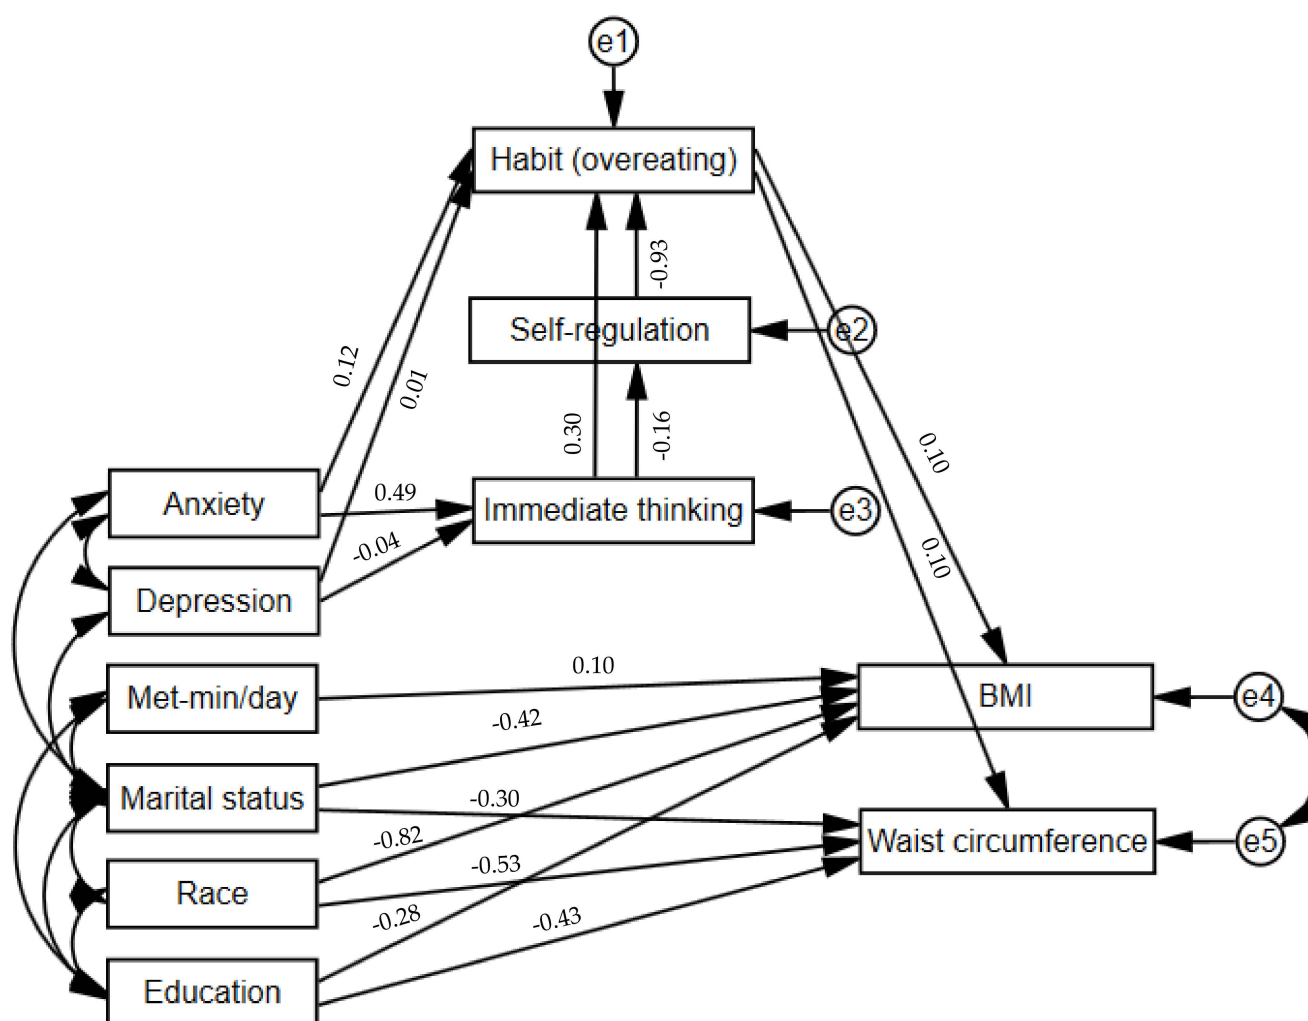 e1
Habit (overeating)
-0.93
Self-regulation
e2
0.12
0.01
0.30
-0.16
0.10
Anxiety
0.49
Immediate thinking
e3
-0.04
0.10
Depression
Met-min/day
0.10
BMI
e4
-0.42
Marital status
-0.30
-0.82
Waist circumference
e5
-0.53
Race
-0.28
-0.43
Education